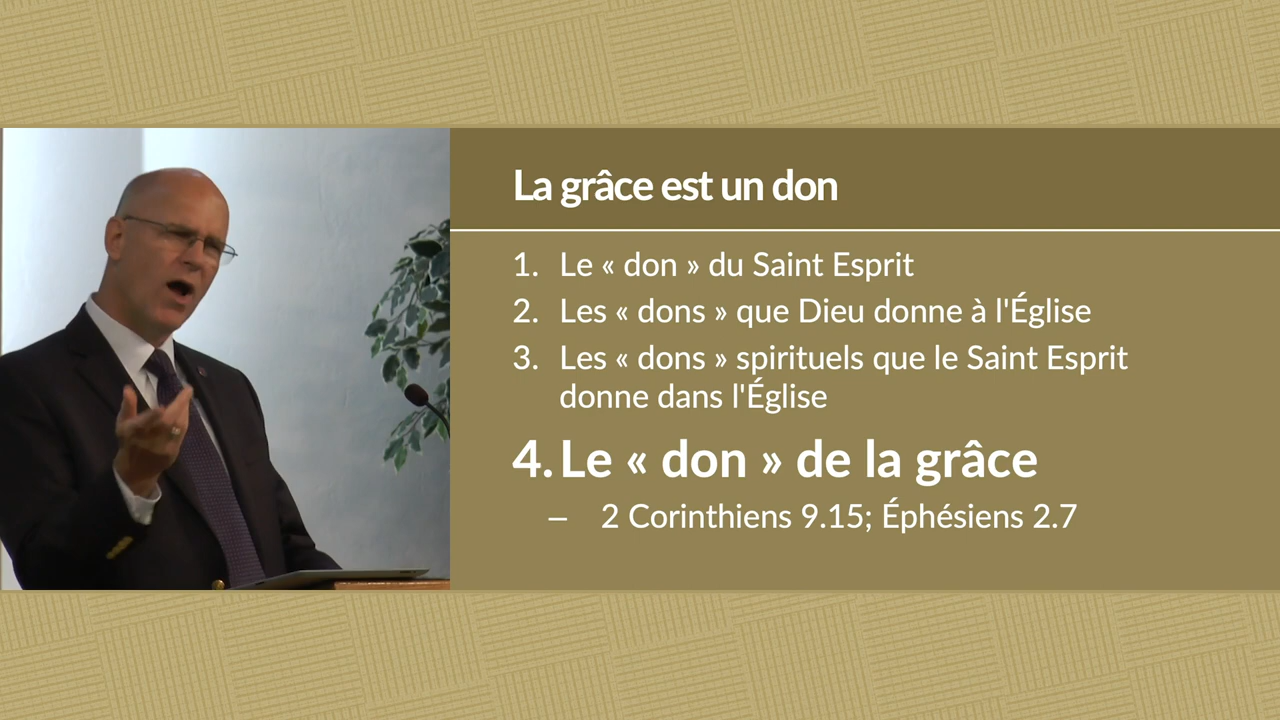 La grâce est un don
1. Le « don » du Saint Esprit
2. Les « dons » que Dieu donne à l'Église
3. Les « dons » spirituels que le Saint Esprit
donne dans l'Église
4. Le « don » de la grâce
– 2 Corinthiens 9.15; Éphésiens 2.7